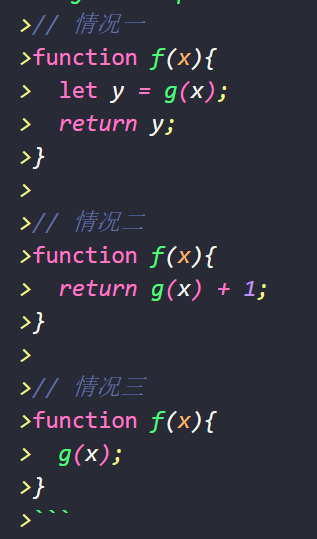 >// 情况一
>function f(x){
>  let y = g(x);
>  return y;
>}
>
>// 情况二
>function f(x){
>  return g(x) + 1;
>}
>
>// 情况三
>function f(x){
>  g(x);
>}
>```